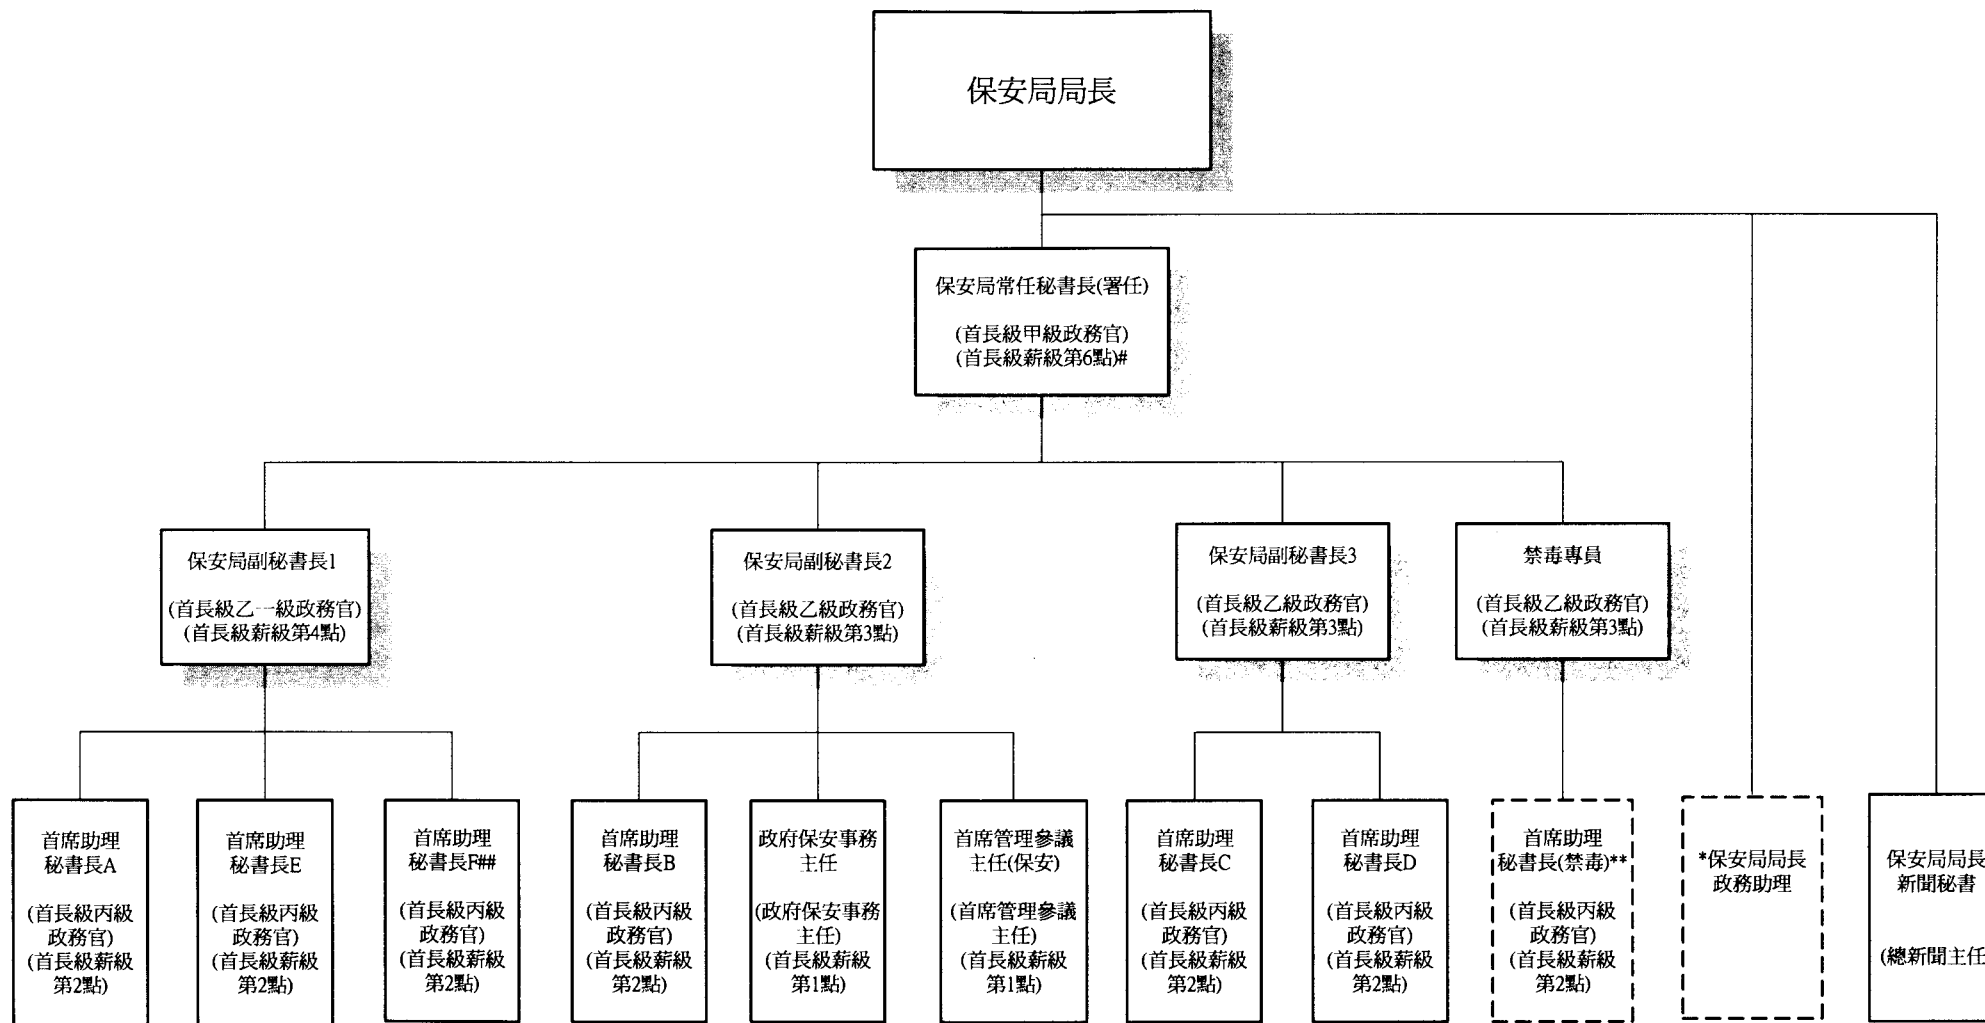 保安局局長
保安局常任秘書長(署任)
(首長級甲級政務官)
(首長級薪級第6點)#
保安局副秘書長1
(首長級乙一級政務官)
(首長級薪級第4點)
保安局副秘書長2
(首長級乙級政務官)
(首長級薪級第3點)
保安局副秘書長3
(首長級乙級政務官)
(首長級薪級第3點)
禁毒專員
(首長級乙級政務官)
(首長級薪級第3點)
首席助理
秘書長A
(首長級丙級
政務官)
(首長級薪級
第2點)
首席助理
秘書長E
(首長級丙級
政務官)
(首長級薪級
第2點)
首席助理
秘書長F##
(首長級丙級
政務官)
(首長級薪級
第2點)
首席助理
秘書長B
(首長級丙級
政務官)
(首長級薪級
第2點)
政府保安事務
主任
(政府保安事務
主任)
(首長級薪級
第1點)
首席管理參議
主任(保安)
(首席管理參議
主任)
(首長級薪級
第1點)
首席助理
秘書長C
(首長級丙級
政務官)
(首長級薪級
第2點)
首席助理
秘書長D
(首長級丙級
政務官)
(首長級薪級
第2點)
首席助理
秘書長(禁毒)**
(首長級丙級
政務官)
(首長級薪級
第2點)
*保安局局長
政務助理
保安局局長
新聞秘書
(總新聞主任